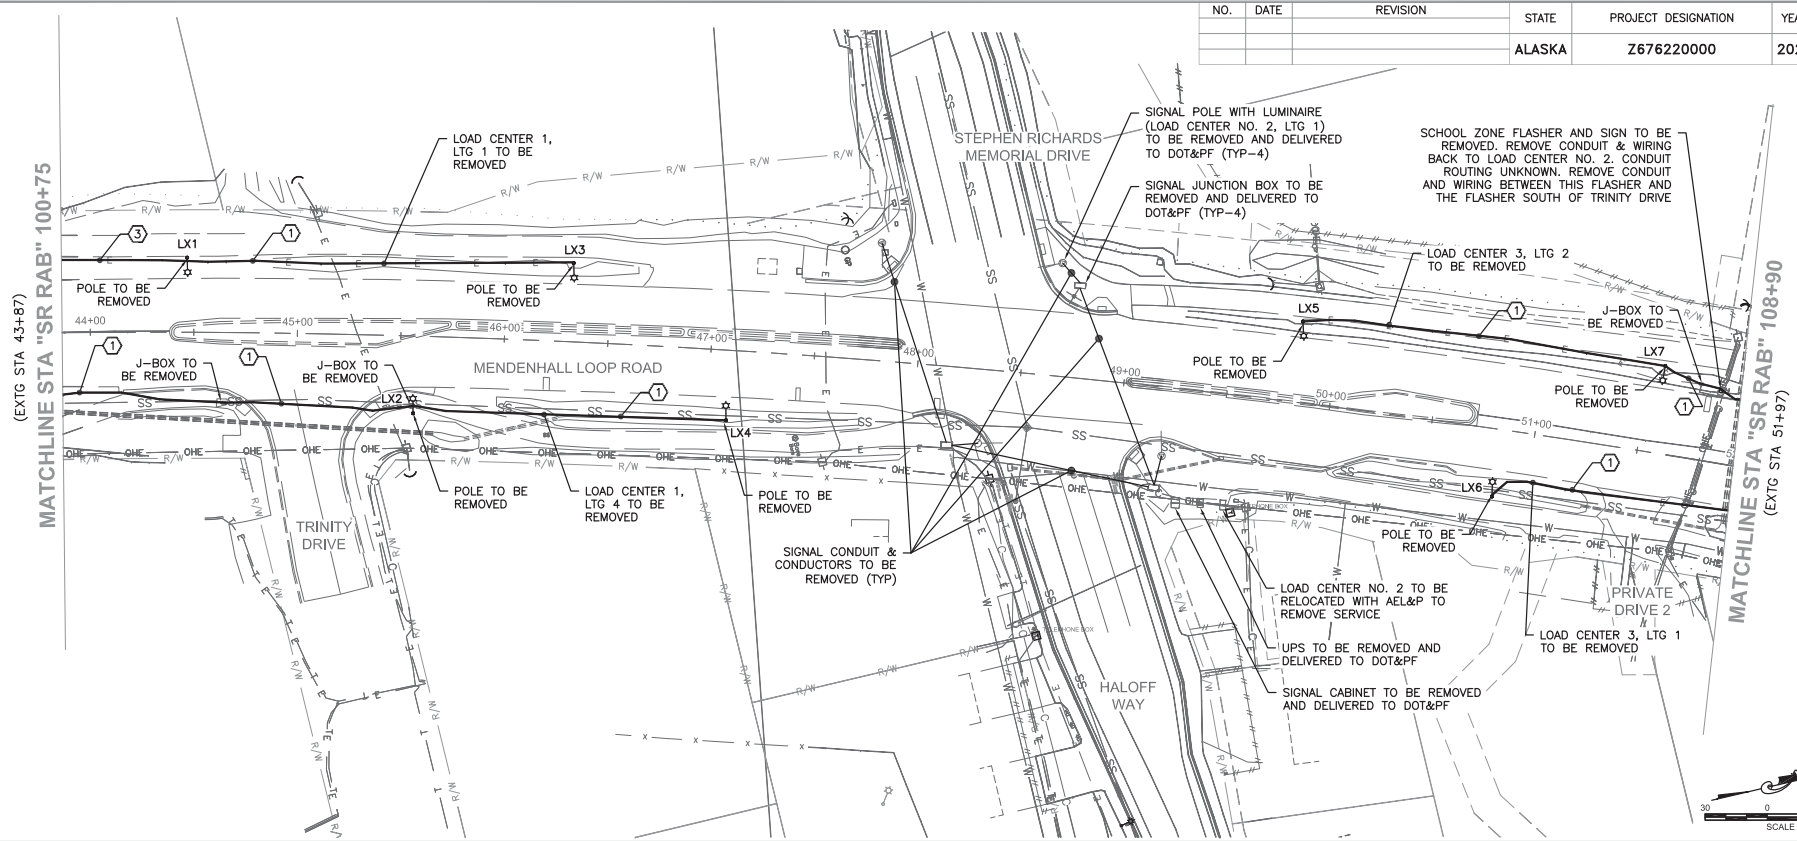 NO.
DATE
REVISION
STATE
PROJECT DESIGNATION
ALASKA
Z676220000
MATCHLINE STA "SR RAB" 100+75
(EXTG STA 43+87)
LOAD CENTER 1,
LTG 1 TO BE
REMOVED
3
LX1
1
LX3
POLE TO BE
REMOVED
POLE TO BE
REMOVED
STEPHEN RICHARDS
MEMORIAL DRIVE
SIGNAL POLE WITH LUMINAIRE
(LOAD CENTER NO. 2, LTG 1)
TO BE REMOVED AND DELIVERED
TO DOT&PF (TYP-4)
SIGNAL JUNCTION BOX TO BE
REMOVED AND DELIVERED TO
DOT&PF (TYP-4)
SCHOOL ZONE FLASHER AND SIGN TO BE
REMOVED. REMOVE CONDUIT & WIRING
BACK TO LOAD CENTER NO. 2. CONDUIT
ROUTING UNKNOWN. REMOVE CONDUIT
AND WIRING BETWEEN THIS FLASHER AND
THE FLASHER SOUTH OF TRINITY DRIVE
LOAD CENTER 3, LTG 2
TO BE REMOVED
LX5
1
J-BOX TO
BE REMOVED
LX7
POLE TO BE
REMOVED
POLE TO BE
REMOVED
1
MATCHLINE STA "SR RAB" 108+90
(EXTG STA 51+97)
44+00
45+00
46+00
47+00
48+00
49+00
50+00
51+00
1
J-BOX TO
BE REMOVED
1
J-BOX TO
BE REMOVED
LX2
MENDENHALL LOOP ROAD
1
LX4
POLE TO BE
REMOVED
LOAD CENTER 1,
LTG 4 TO BE
REMOVED
POLE TO BE
REMOVED
TRINITY
DRIVE
SIGNAL CONDUIT &
CONDUCTORS TO BE
REMOVED (TYP)
LX6
1
POLE TO BE
REMOVED
LOAD CENTER NO. 2 TO BE
RELOCATED WITH AEL&P TO
REMOVE SERVICE
UPS TO BE REMOVED AND
DELIVERED TO DOT&PF
SIGNAL CABINET TO BE REMOVED
AND DELIVERED TO DOT&PF
PRIVATE
DRIVE 2
LOAD CENTER 3, LTG 1
TO BE REMOVED
HALOFF
WAY
30
0
SCALE